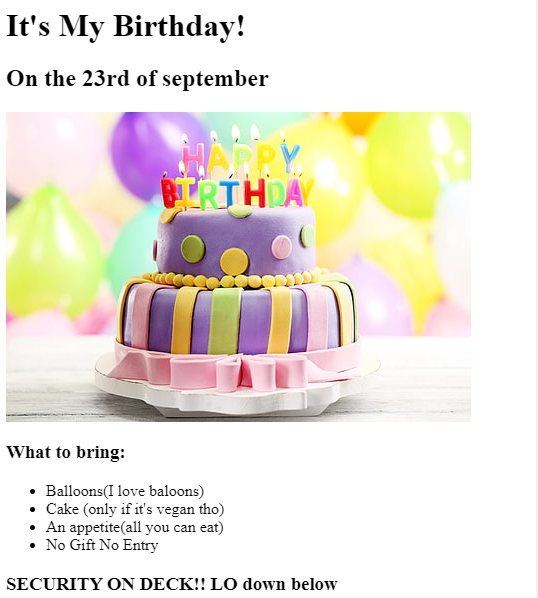 It's My Birthday!
On the 23rd of september
HAPPY
BIRTHDAY
What to bring:
Balloons(I love baloons)
Cake (only if it's vegan tho)
An appetite(all you can eat)
No Gift No Entry
SECURITY ON DECK!! LO down below